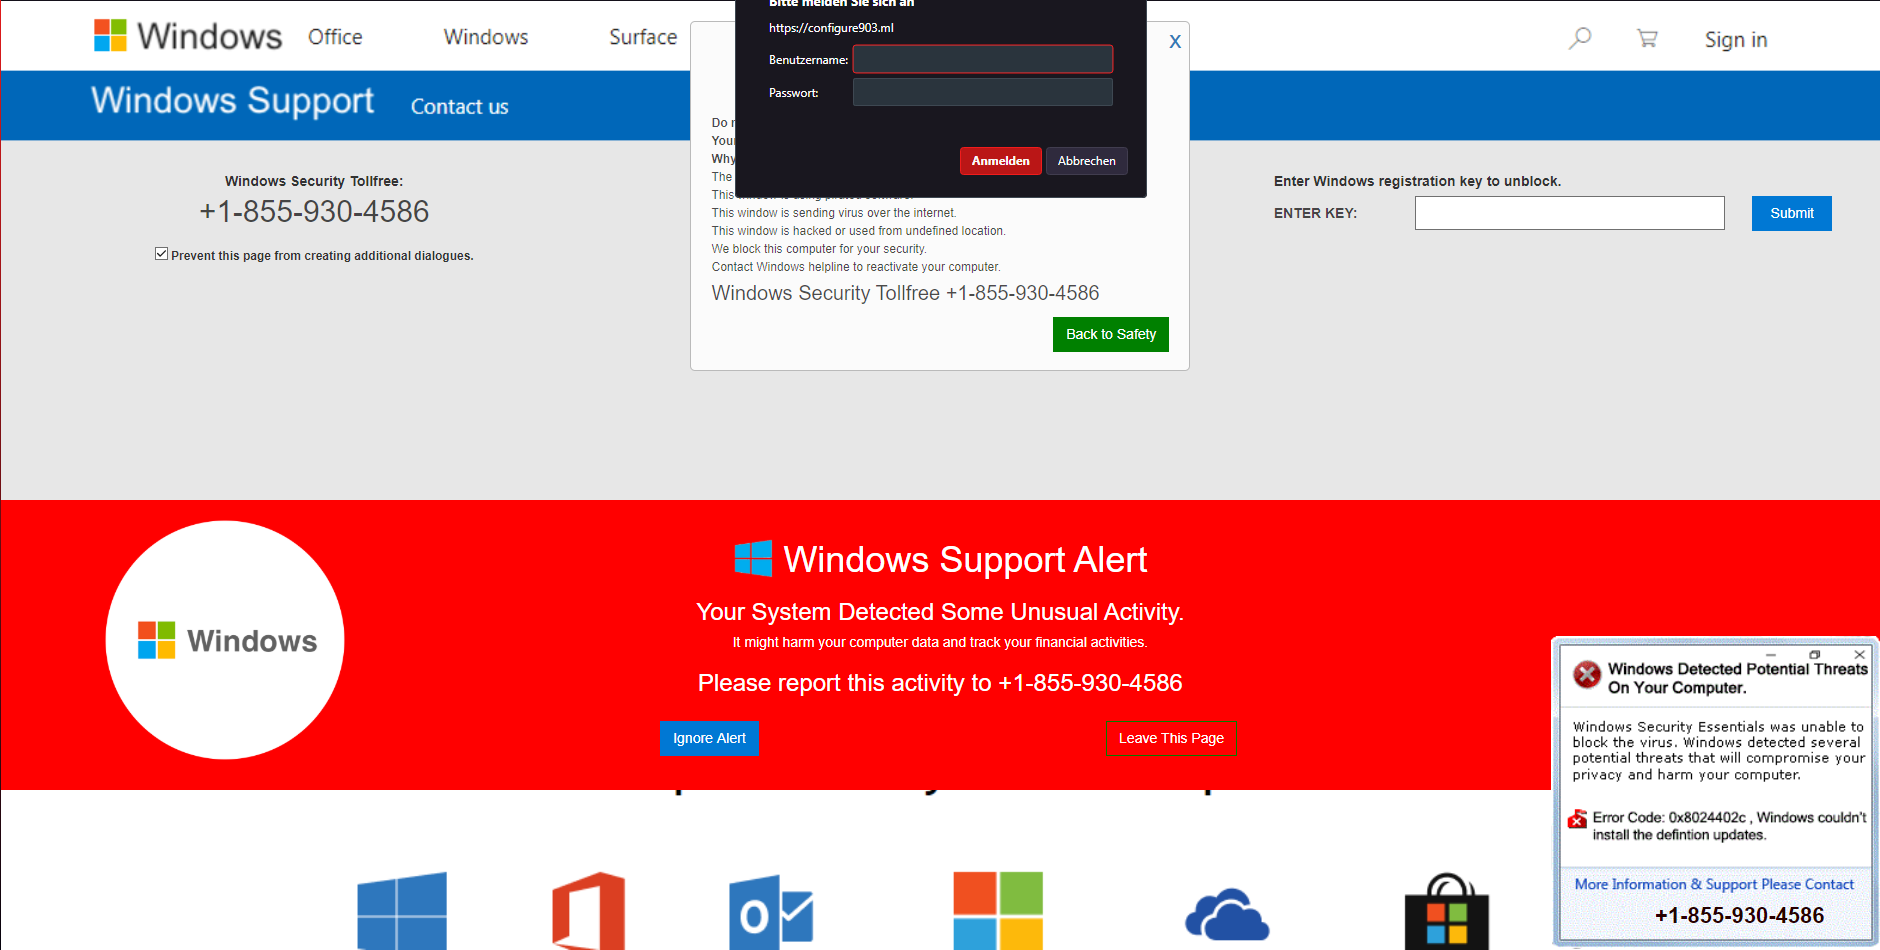 Windows Office Windows Surface Sign in
Windows Support Contact us
Bitte melden Sie sich an
https://configure903.ml
Benutzername:
Passwort:
Anmelden Abbrechen
X
Windows Security Tollfree:
+1-855-930-4586
Prevent this page from creating additional dialogues.
Do
Your
Why
The
This window is using pirated software.
This window is sending virus over the internet.
This window is hacked or used from undefined location.
We block this computer for your security.
Contact Windows helpline to reactivate your computer.
Windows Security Tollfree +1-855-930-4586
Back to Safety
Enter Windows registration key to unblock.
ENTER KEY:
Submit
Windows
Windows Support Alert
Your System Detected Some Unusual Activity.
It might harm your computer data and track your financial activities.
Please report this activity to +1-855-930-4586
Ignore Alert Leave This Page
Windows Detected Potential Threats
On Your Computer.
Windows Security Essentials was unable to
block the virus. Windows detected several
potential threats that will compromise your
privacy and harm your computer.
Error Code: 0x8024402c , Windows couldn't
install the defintion updates.
More Information & Support Please Contact
+1-855-930-4586